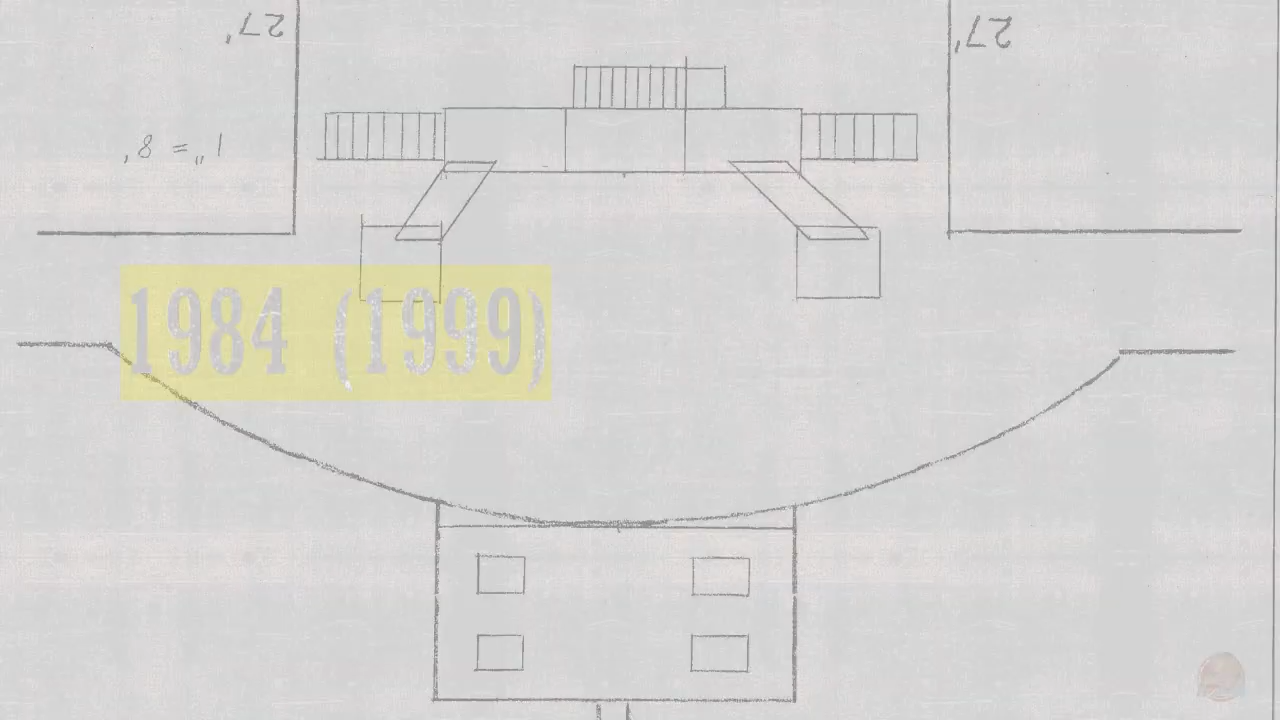 27'
27'
1" = 8'
1984 (1999)